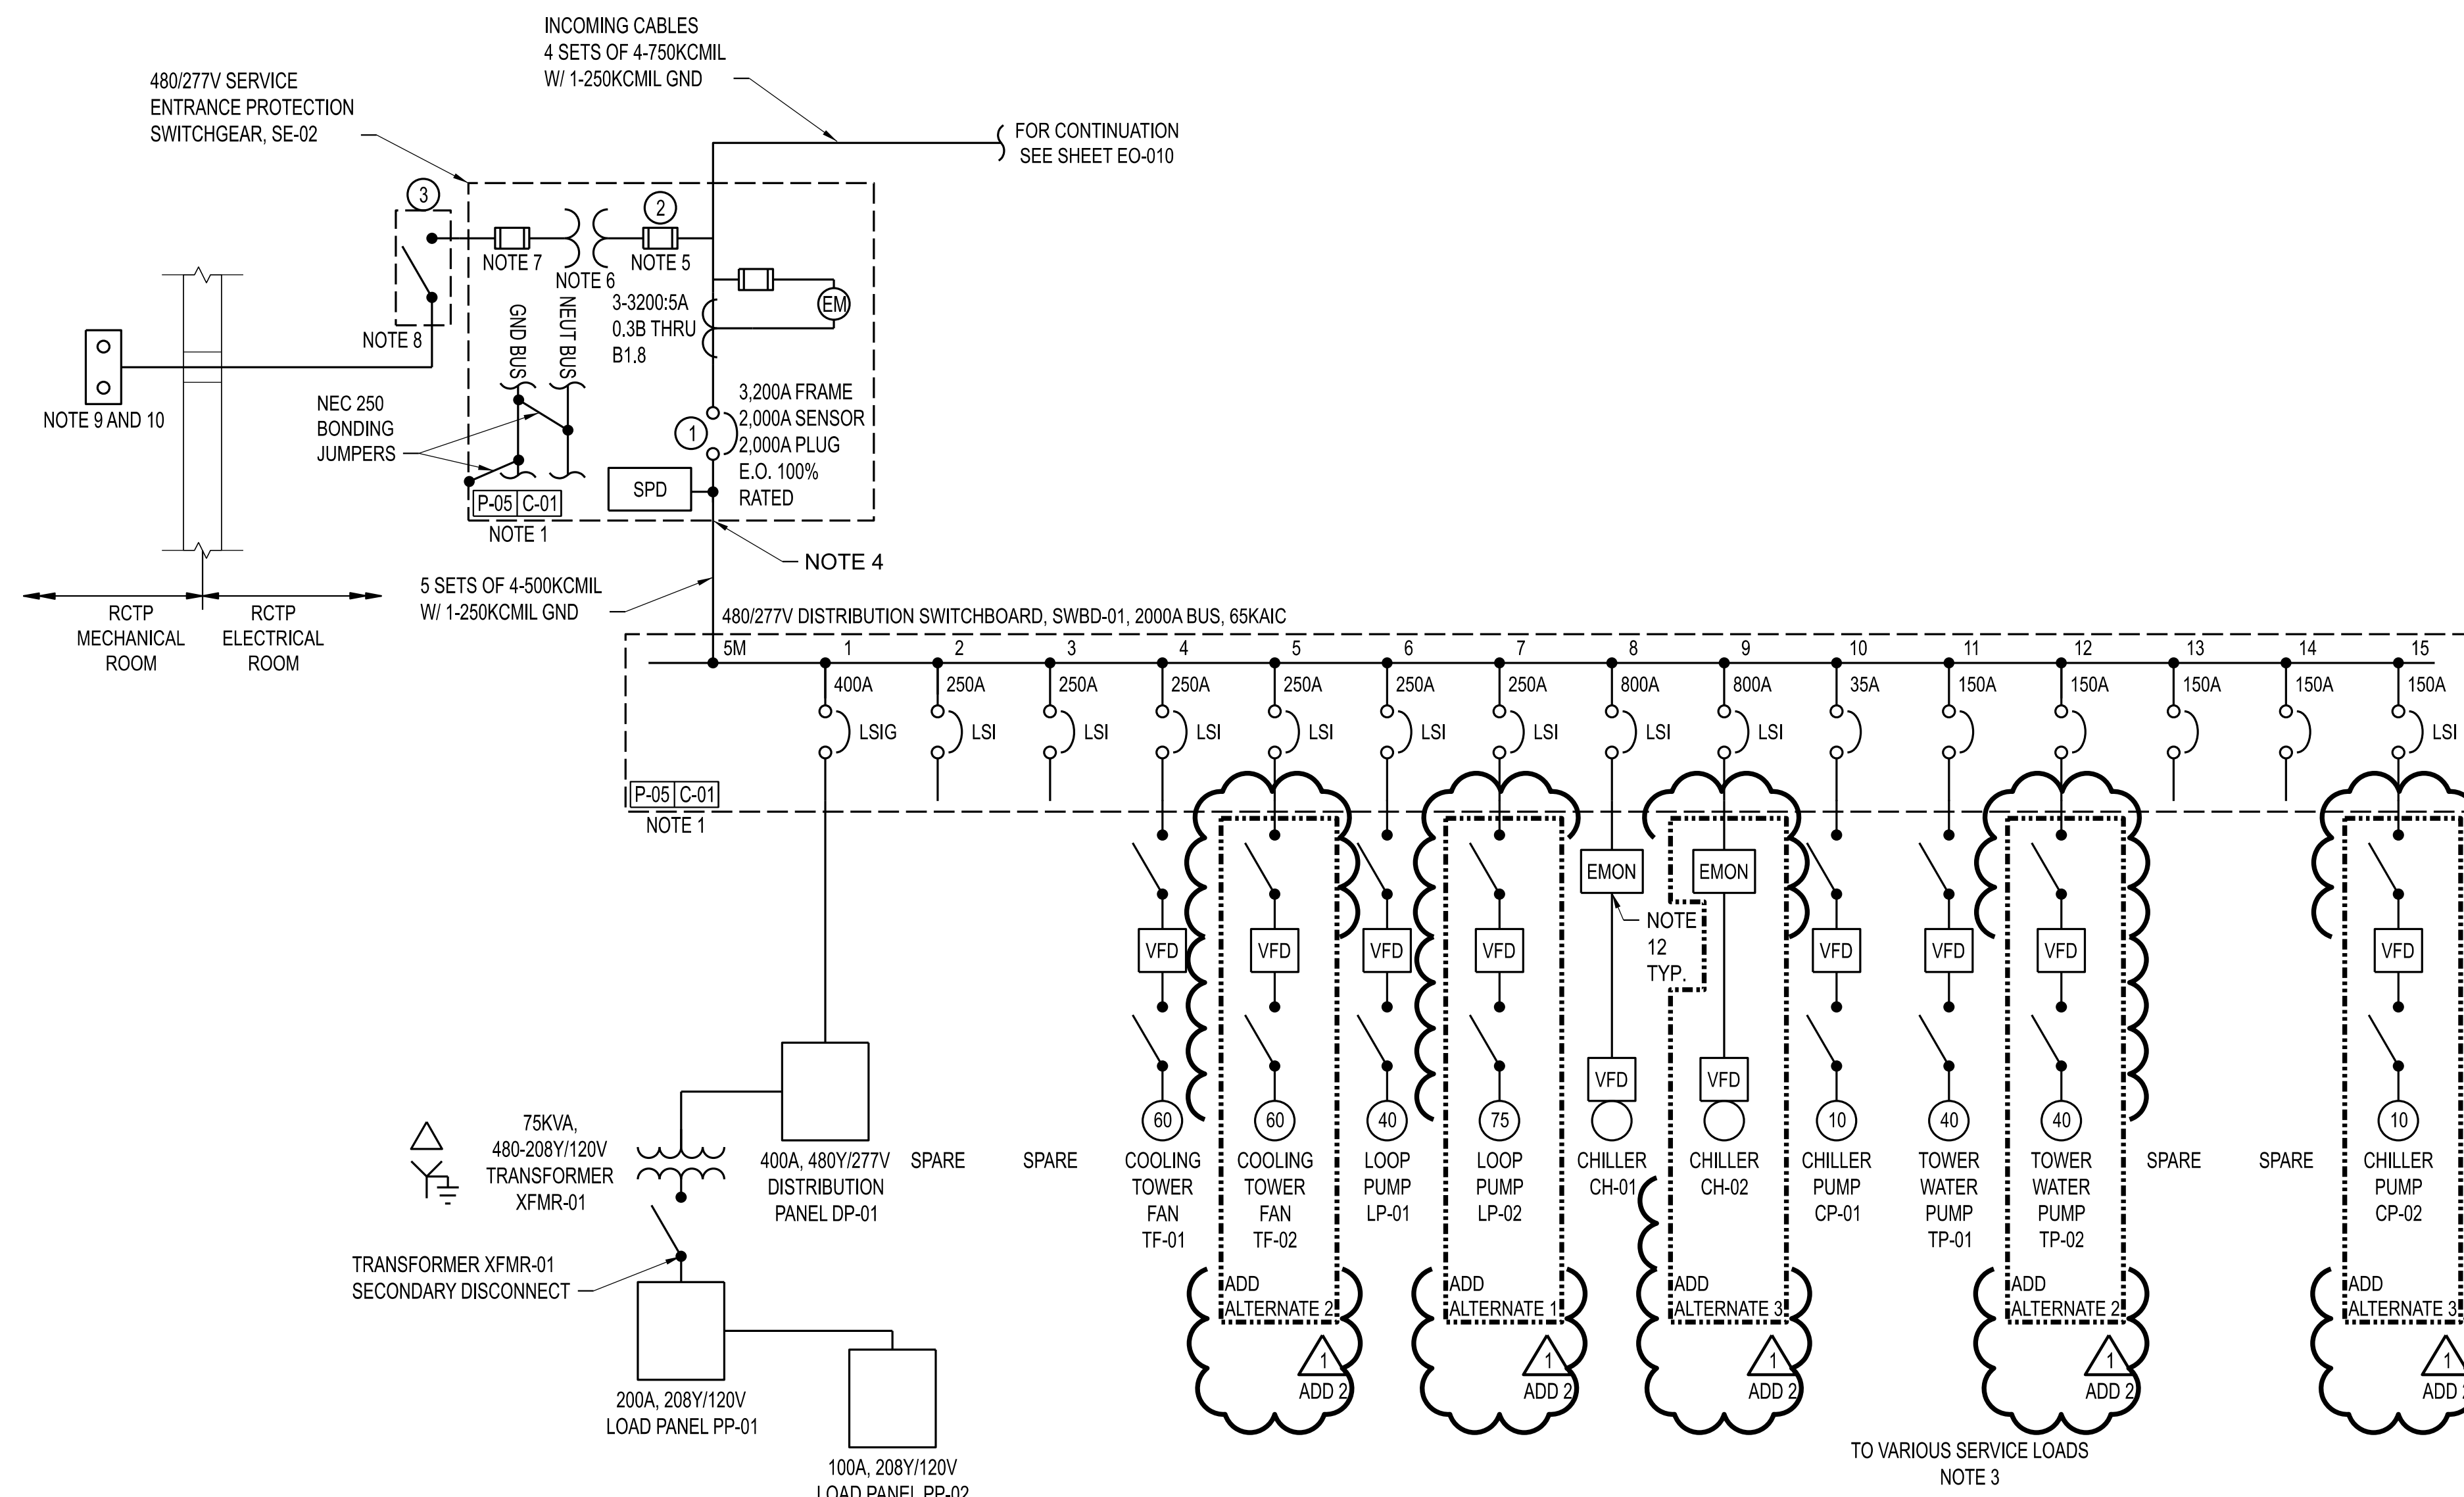 INCOMING CABLES
4 SETS OF 4-750KCMIL
W/ 1-250KCMIL GND
480/277V SERVICE
ENTRANCE PROTECTION
SWITCHGEAR, SE-02
FOR CONTINUATION
SEE SHEET EO-010
3
2
NOTE 7
NOTE 6
NOTE 5
EM
3-3200:5A
0.3B THRU
B1.8
GND BUS
NEUT BUS
NOTE 8
NOTE 9 AND 10
NEC 250
BONDING
JUMPERS
1
3,200A FRAME
2,000A SENSOR
2,000A PLUG
E.O. 100%
RATED
SPD
P-05 C-01
NOTE 1
NOTE 4
5 SETS OF 4-500KCMIL
W/ 1-250KCMIL GND
RCTP
MECHANICAL
ROOM
RCTP
ELECTRICAL
ROOM
480/277V DISTRIBUTION SWITCHBOARD, SWBD-01, 2000A BUS, 65KAIC
5M 1 2 3 4 5 6 7 8 9 10 11 12 13 14 15
400A 250A 250A 250A 250A 250A 250A 800A 800A 35A 150A 150A 150A 150A 150A
LSIG LSI LSI LSI LSI LSI LSI LSI LSI LSI
P-05 C-01
NOTE 1
EMON EMON
NOTE
12
TYP.
VFD VFD VFD VFD VFD VFD VFD VFD
VFD VFD
60 60 40 75 10 40 40 10
75KVA,
480-208Y/120V
TRANSFORMER
XFMR-01
400A, 480Y/277V
DISTRIBUTION
PANEL DP-01
SPARE
SPARE
COOLING
TOWER
FAN
TF-01
COOLING
TOWER
FAN
TF-02
LOOP
PUMP
LP-01
LOOP
PUMP
LP-02
CHILLER
CH-01
CHILLER
CH-02
CHILLER
PUMP
CP-01
TOWER
WATER
PUMP
TP-01
TOWER
WATER
PUMP
TP-02
SPARE
SPARE
CHILLER
PUMP
CP-02
TRANSFORMER XFMR-01
SECONDARY DISCONNECT
ADD
ALTERNATE 2
ADD
ALTERNATE 1
ADD
ALTERNATE 3
ADD
ALTERNATE 2
ADD
ALTERNATE 3
1
ADD 2
1
ADD 2
1
ADD 2
1
ADD 2
1
ADD 2
200A, 208Y/120V
LOAD PANEL PP-01
100A, 208Y/120V
LOAD PANEL PP-02
TO VARIOUS SERVICE LOADS
NOTE 3